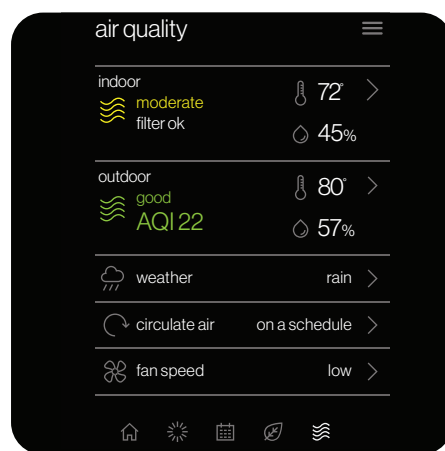 air quality
indoor
moderate
filter ok
72°
45%
outdoor
good
AQI 22
80°
57%
weather rain
circulate air on a schedule
fan speed low